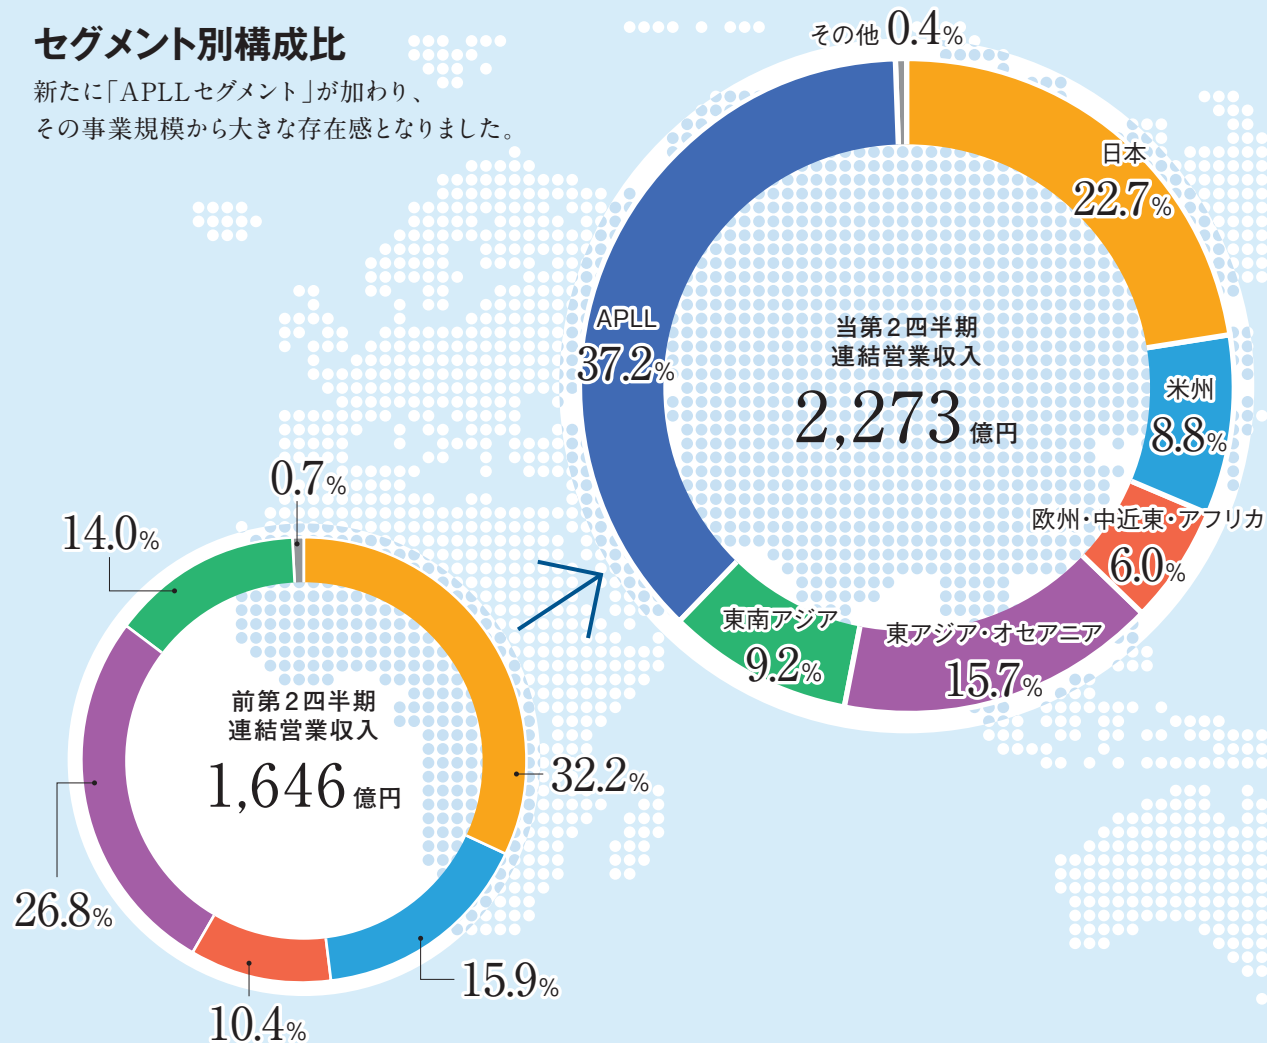 セグメント別構成比
新たに「APLLセグメント」が加わり、
その事業規模から大きな存在感となりました。
その他 0.4%
日本
22.7%
米州
8.8%
欧州・中近東・アフリカ
6.0%
東アジア・オセアニア
15.7%
東南アジア
9.2%
APLL
37.2%
当第2四半期
連結営業収入
2,273億円
0.7%
14.0%
26.8%
10.4%
15.9%
32.2%
前第2四半期
連結営業収入
1,646億円